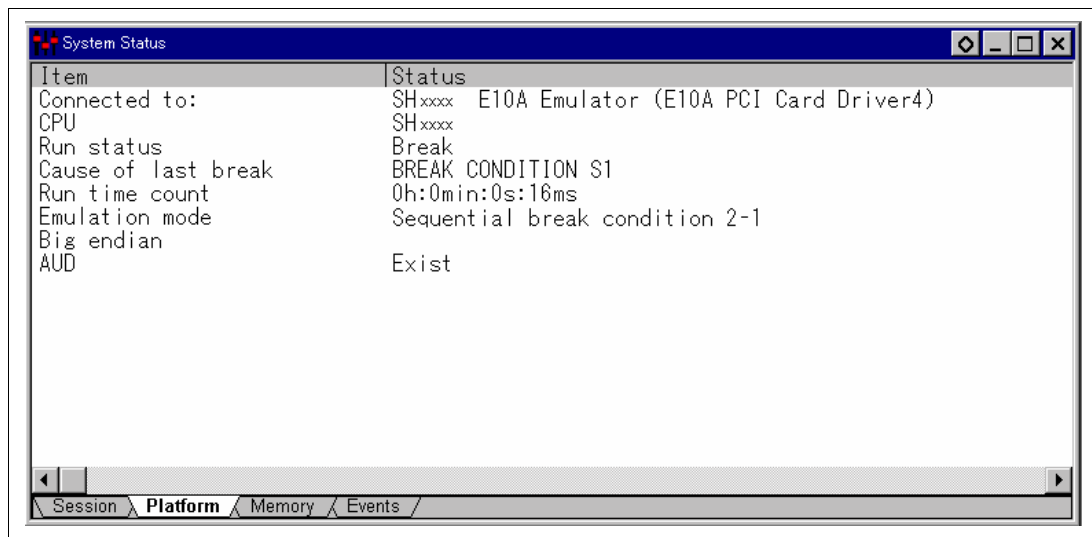 System Status
Item Status
Connected to: SHxxxx E10A Emulator (E10A PCI Card Driver4)
CPU SHxxxx
Run status Break
Cause of last break BREAK CONDITION S1
Run time count 0h:0min:0s:16ms
Emulation mode Sequential break condition 2-1
Big endian
AUD Exist
Session Platform Memory Events